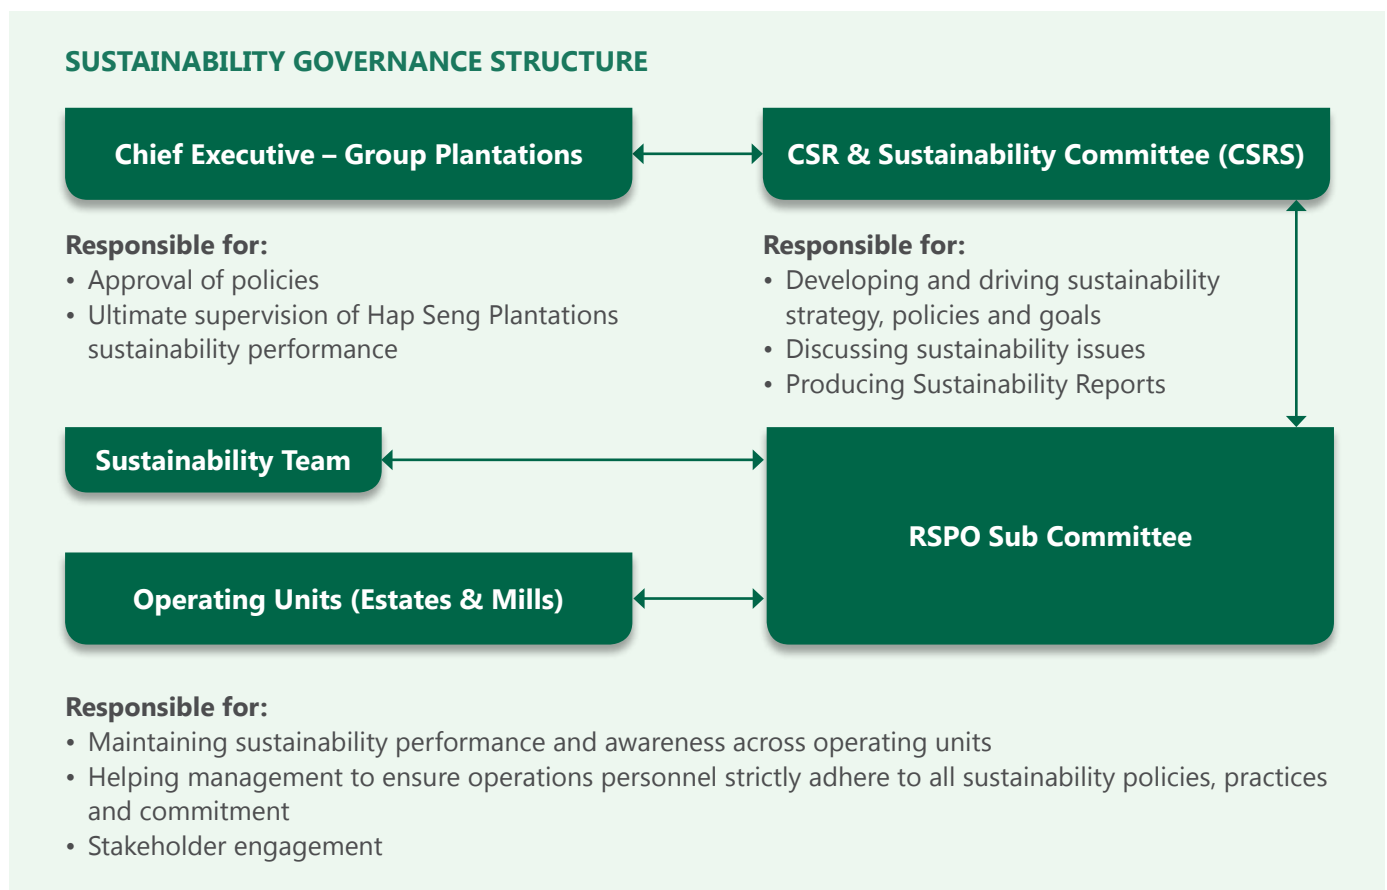 SUSTAINABILITY GOVERNANCE STRUCTURE
Chief Executive – Group Plantations
Responsible for:
• Approval of policies
• Ultimate supervision of Hap Seng Plantations
sustainability performance
CSR & Sustainability Committee (CSRS)
Responsible for:
• Developing and driving sustainability
strategy, policies and goals
• Discussing sustainability issues
• Producing Sustainability Reports
Sustainability Team
Operating Units (Estates & Mills)
RSPO Sub Committee
Responsible for:
• Maintaining sustainability performance and awareness across operating units
• Helping management to ensure operations personnel strictly adhere to all sustainability policies, practices
and commitment
• Stakeholder engagement